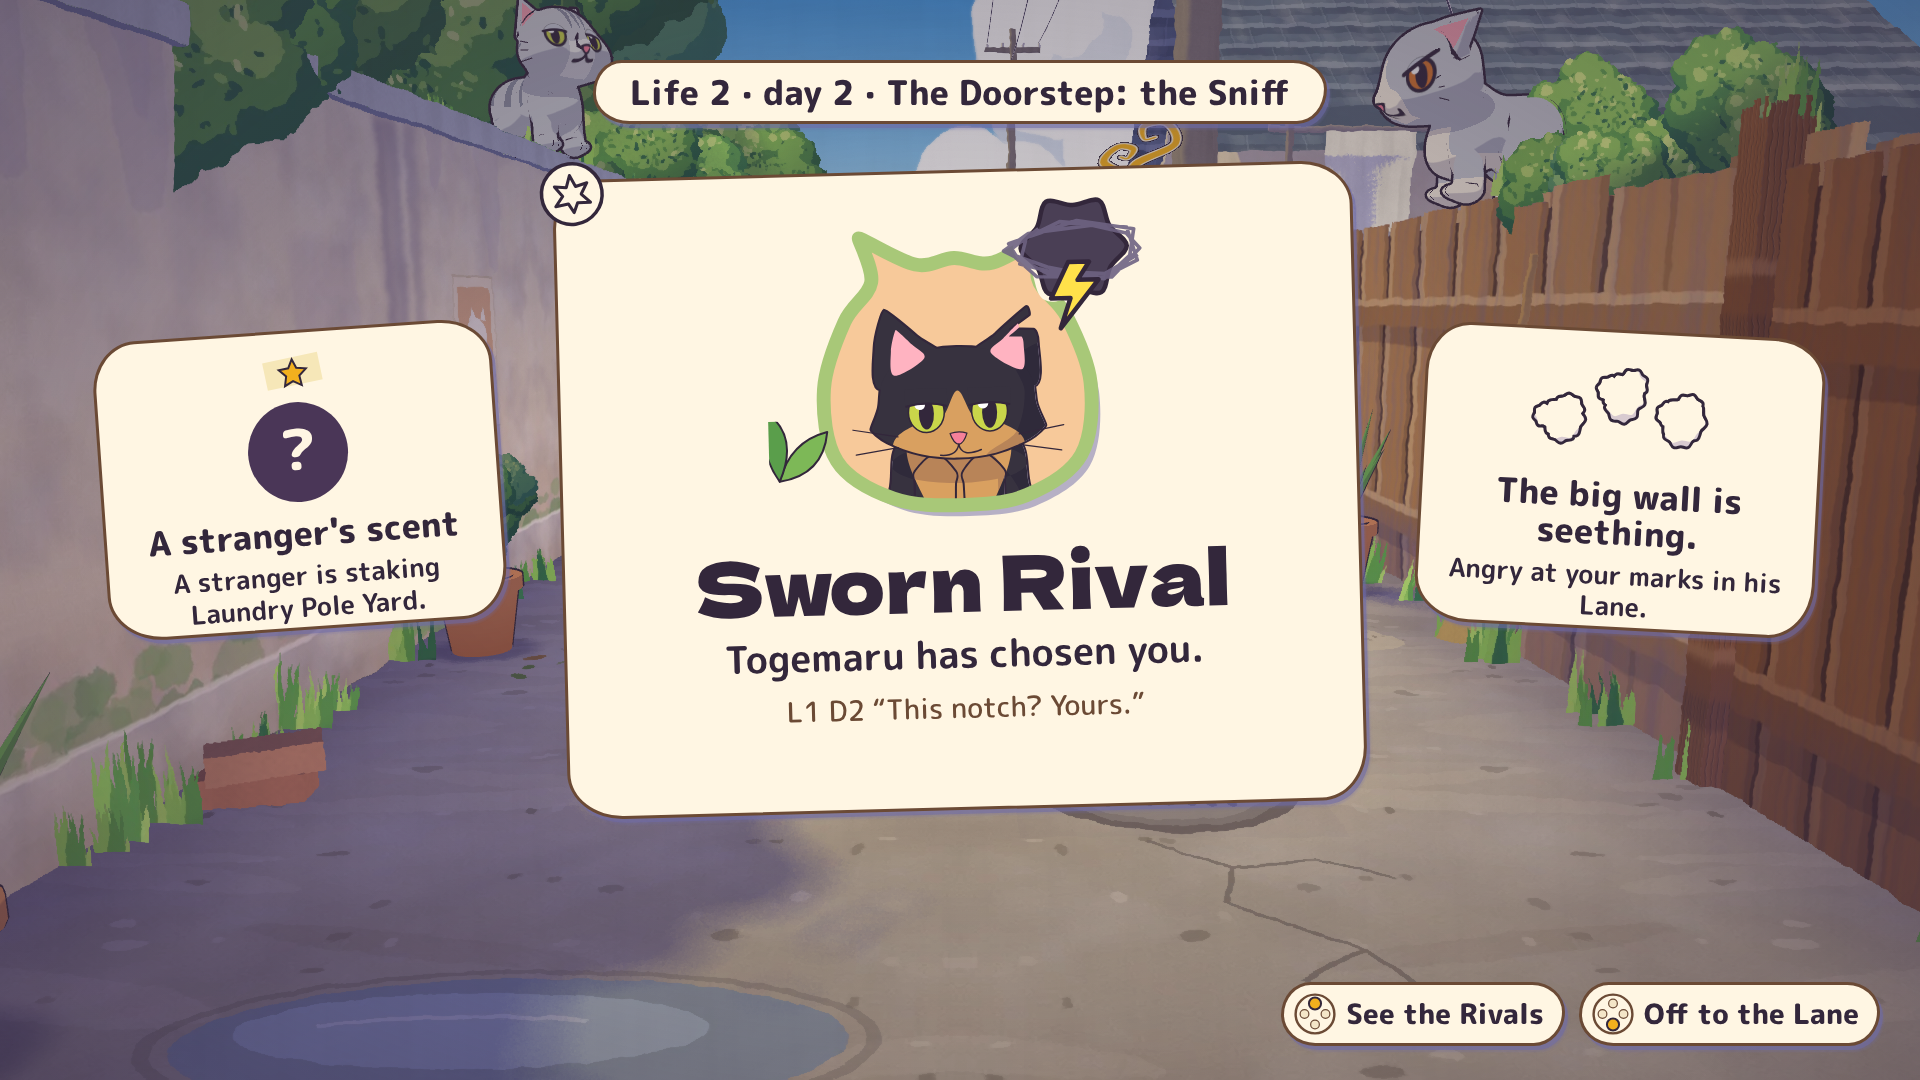 Life 2 · day 2 · The Doorstep: the Sniff
?
A stranger's scent
A stranger is staking
Laundry Pole Yard.
Sworn Rival
Togemaru has chosen you.
L1 D2 “This notch? Yours.”
The big wall is
seething.
Angry at your marks in his
Lane.
See the Rivals
Off to the Lane